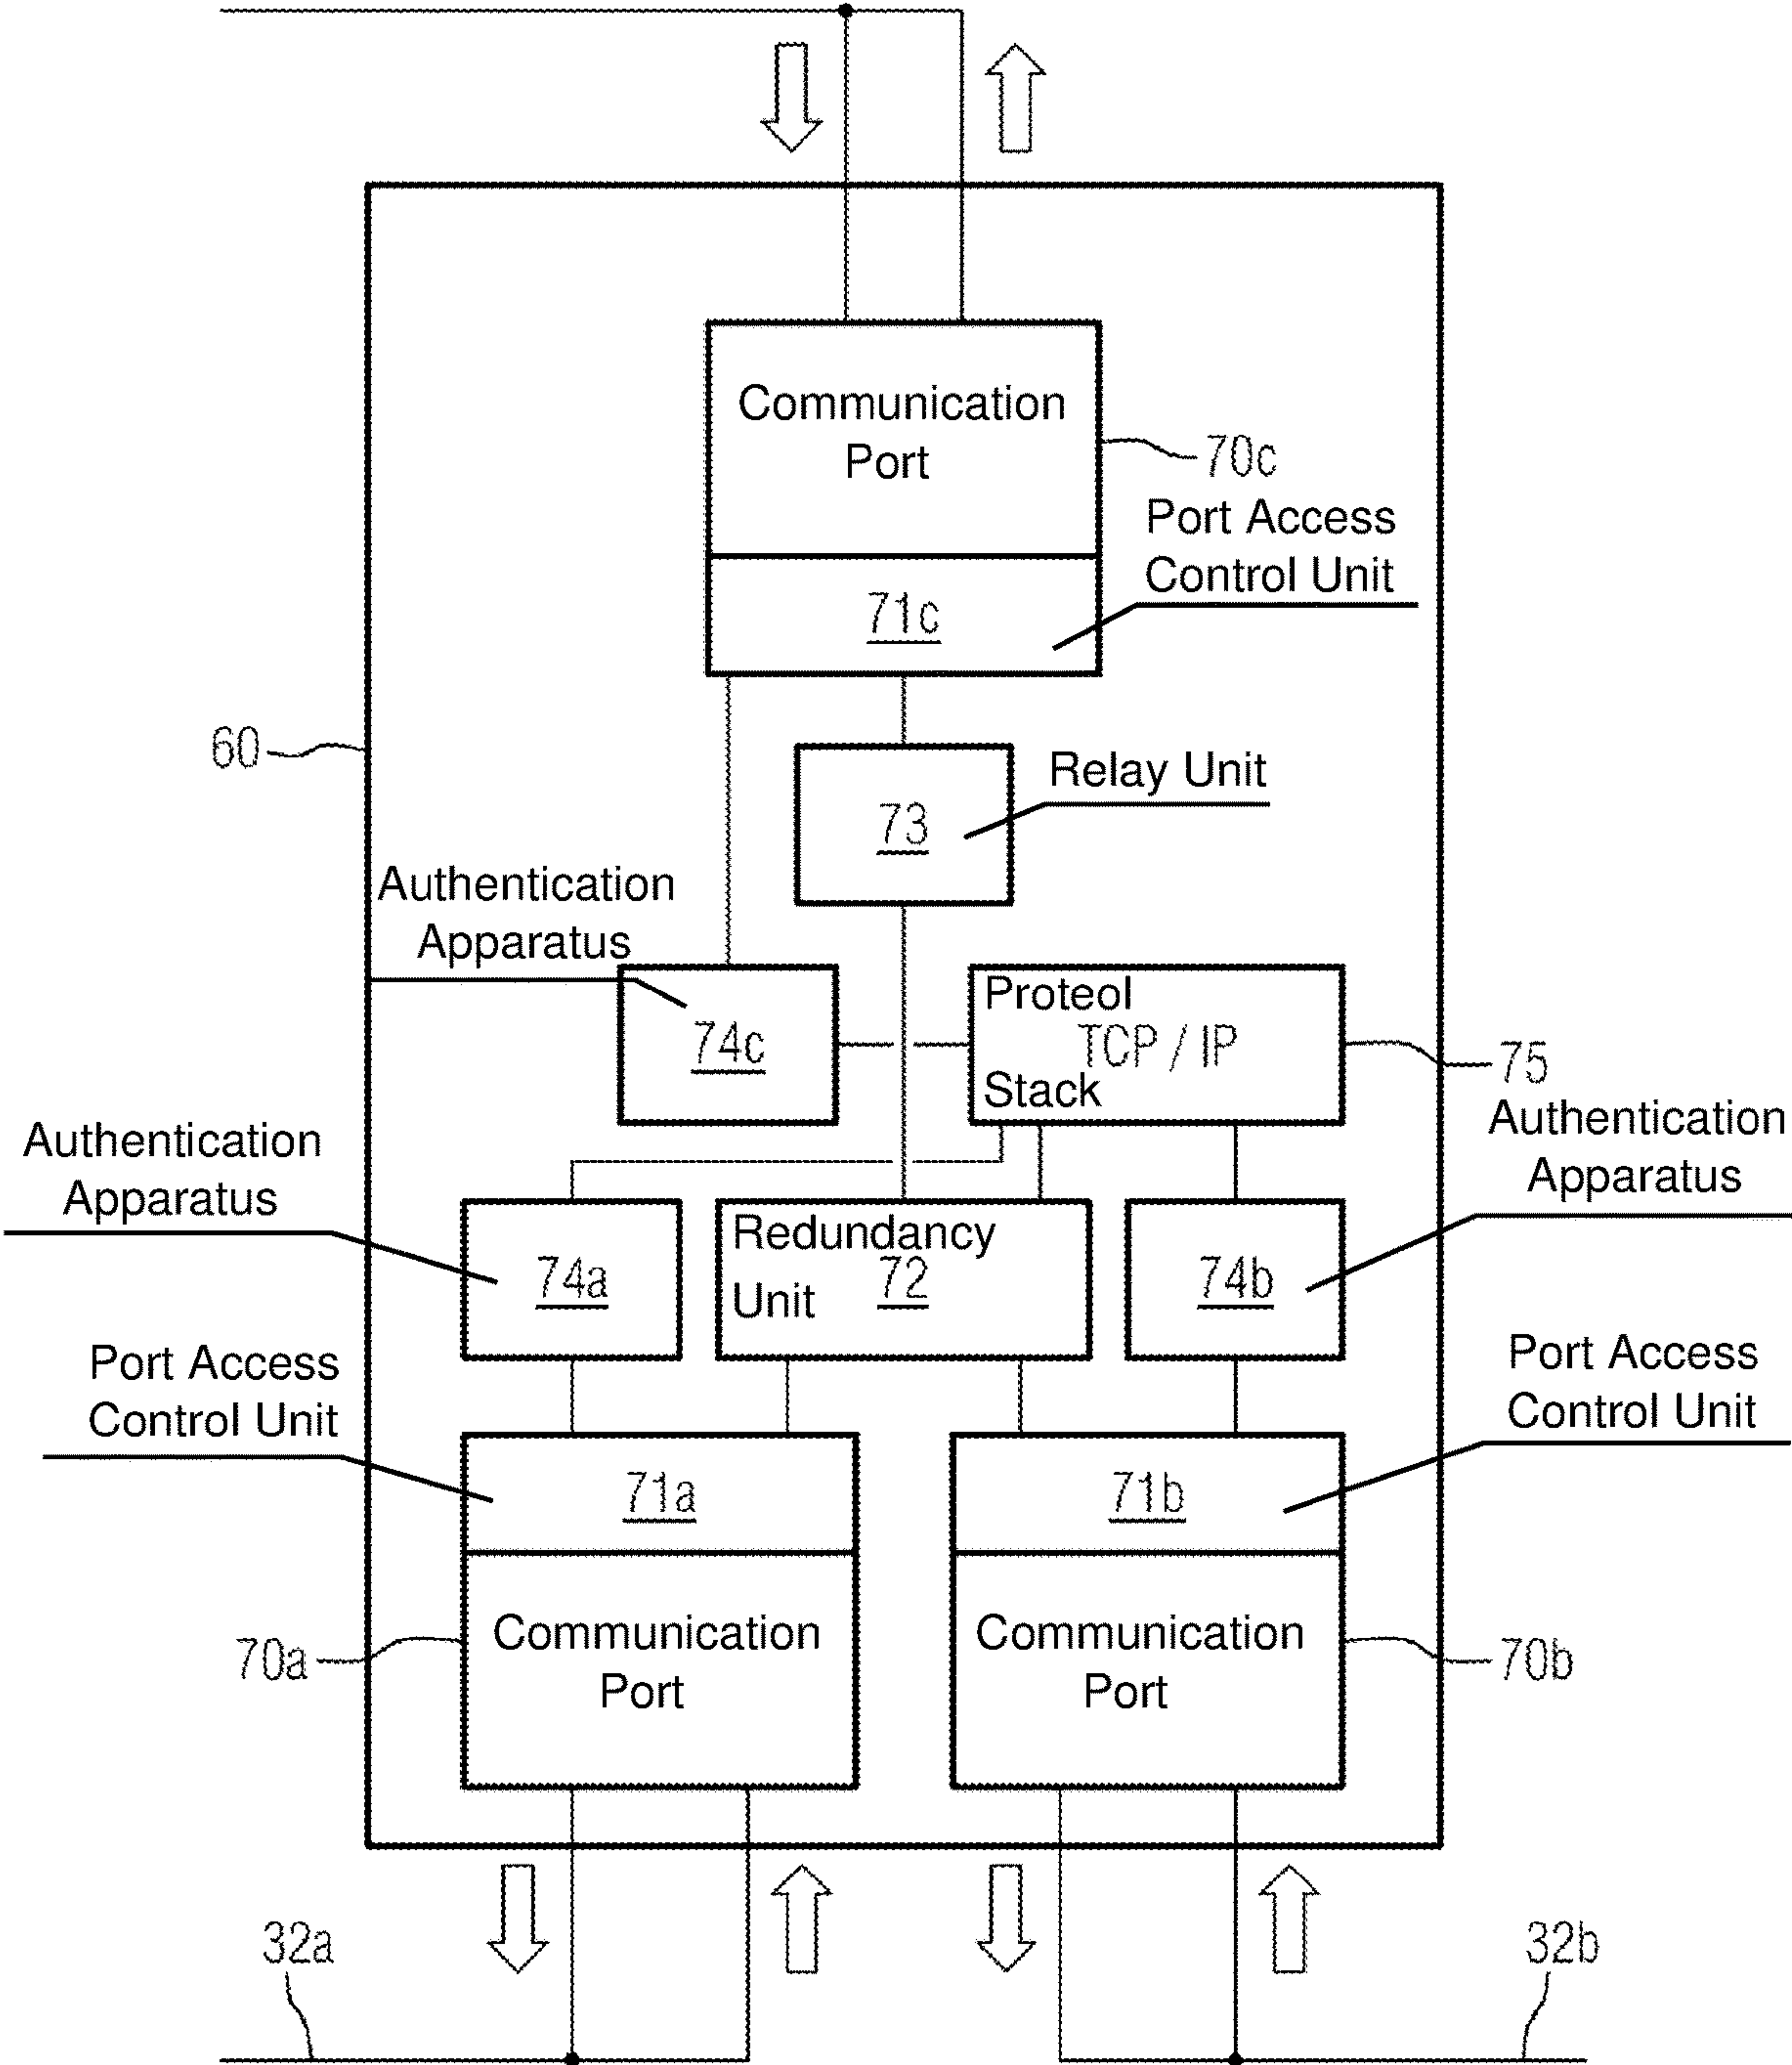 Communication
Port
70c
Port Access
Control Unit
71c
60
Relay Unit
73
Authentication
Apparatus
74c
Proteol
TCP / IP
Stack
75
Authentication
Apparatus
Authentication
Apparatus
74a
Redundancy
72
Unit
74b
Port Access
Control Unit
Port Access
Control Unit
71a
71b
Communication
Port
Communication
Port
70a
70b
32a
32b